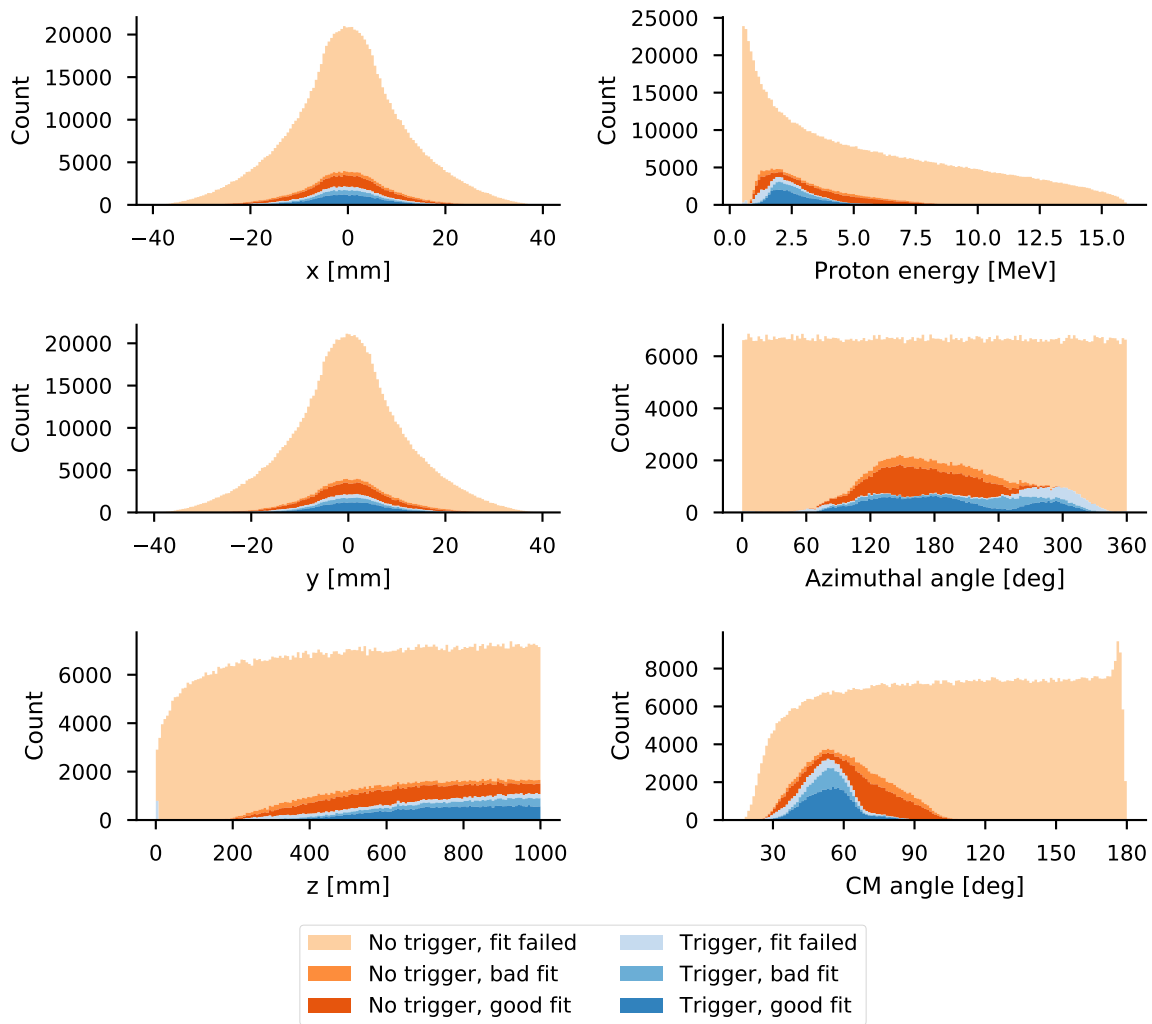 20000
15000
10000
5000
0
Count
−40 −20 0 20 40
x [mm]
25000
20000
15000
10000
5000
0
Count
0.0 2.5 5.0 7.5 10.0 12.5 15.0
Proton energy [MeV]
20000
15000
10000
5000
0
Count
−40 −20 0 20 40
y [mm]
6000
4000
2000
0
Count
0 60 120 180 240 300 360
Azimuthal angle [deg]
6000
4000
2000
0
Count
0 200 400 600 800 1000
z [mm]
8000
6000
4000
2000
0
Count
30 60 90 120 150 180
CM angle [deg]
No trigger, fit failed
No trigger, bad fit
No trigger, good fit
Trigger, fit failed
Trigger, bad fit
Trigger, good fit